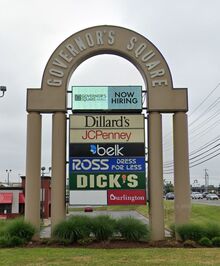 GOVERNOR'S SQUARE
GOVERNOR'S SQUARE
NOW HIRING
Dillard's
JCPenney
belk
ROSS DRESS FOR LESS
DICK'S
Burlington